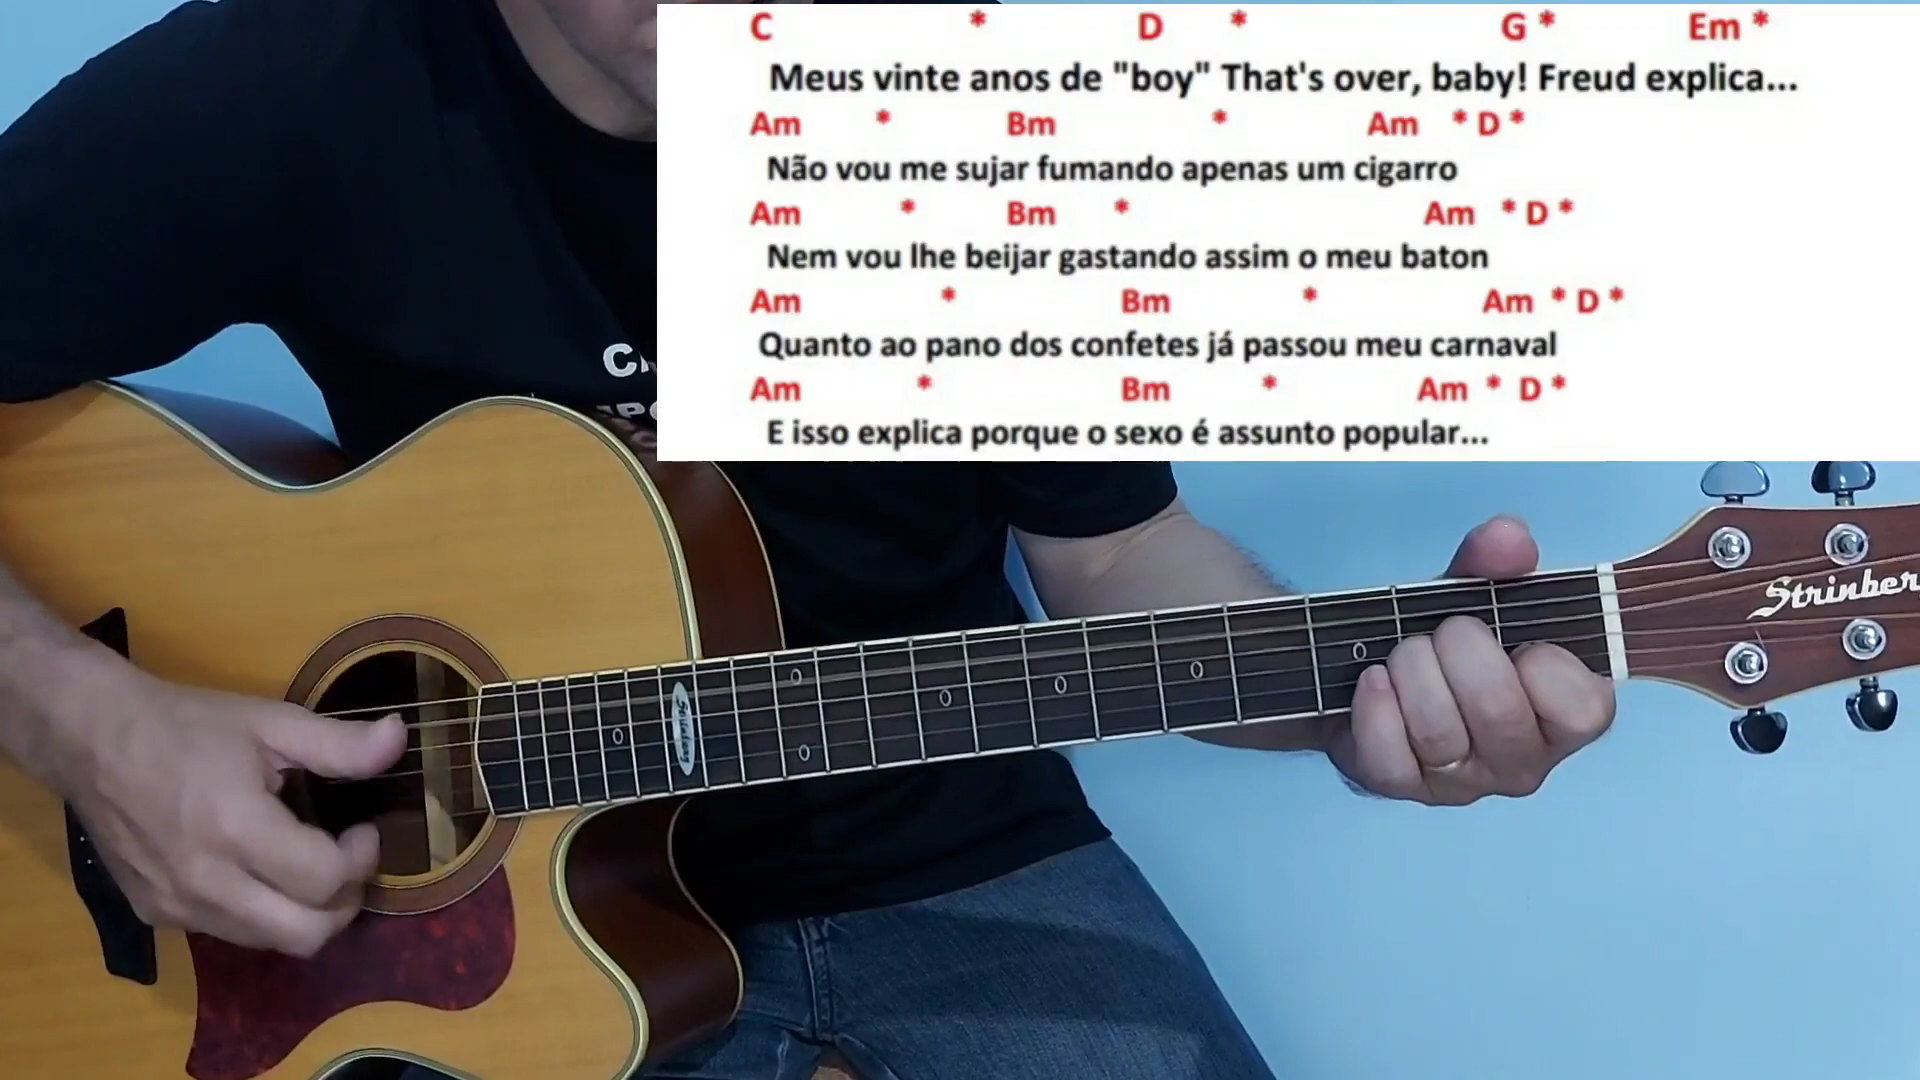 C * D * G * Em *
Meus vinte anos de "boy" That's over, baby! Freud explica...
Am * Bm * Am * D *
Não vou me sujar fumando apenas um cigarro
Am * Bm * Am * D *
Nem vou lhe beijar gastando assim o meu baton
Am * Bm * Am * D *
Quanto ao pano dos confetes já passou meu carnaval
Am * Bm * Am * D *
E isso explica porque o sexo é assunto popular...
Strinber